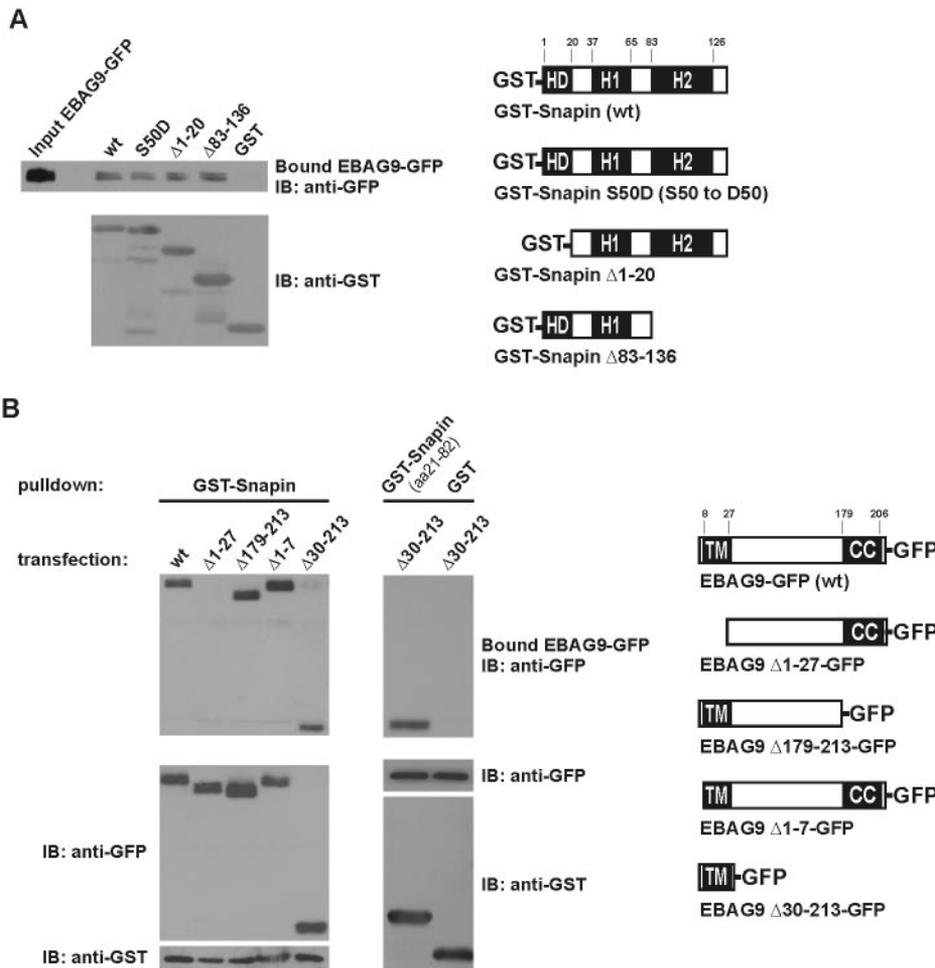 A
Input EBAG9-GFP
wt
S50D
Δ1-20
Δ83-136
GST
Bound EBAG9-GFP
IB: anti-GFP
IB: anti-GST
1 20 37 65 83 126
GST HD H1 H2
GST-Snapin (wt)
GST HD H1 H2
GST-Snapin S50D (S50 to D50)
GST H1 H2
GST-Snapin Δ1-20
GST HD H1
GST-Snapin Δ83-136
B
pulldown:
GST-Snapin
GST-Snapin
(aa21-82)
GST
transfection:
wt
Δ1-27
Δ179-213
Δ1-7
Δ30-213
Δ30-213
Δ30-213
Bound EBAG9-GFP
IB: anti-GFP
IB: anti-GFP
IB: anti-GFP
IB: anti-GST
IB: anti-GST
8 27 179 206
TM CC GFP
EBAG9-GFP (wt)
CC GFP
EBAG9 Δ1-27-GFP
TM GFP
EBAG9 Δ179-213-GFP
TM CC GFP
EBAG9 Δ1-7-GFP
TM GFP
EBAG9 Δ30-213-GFP